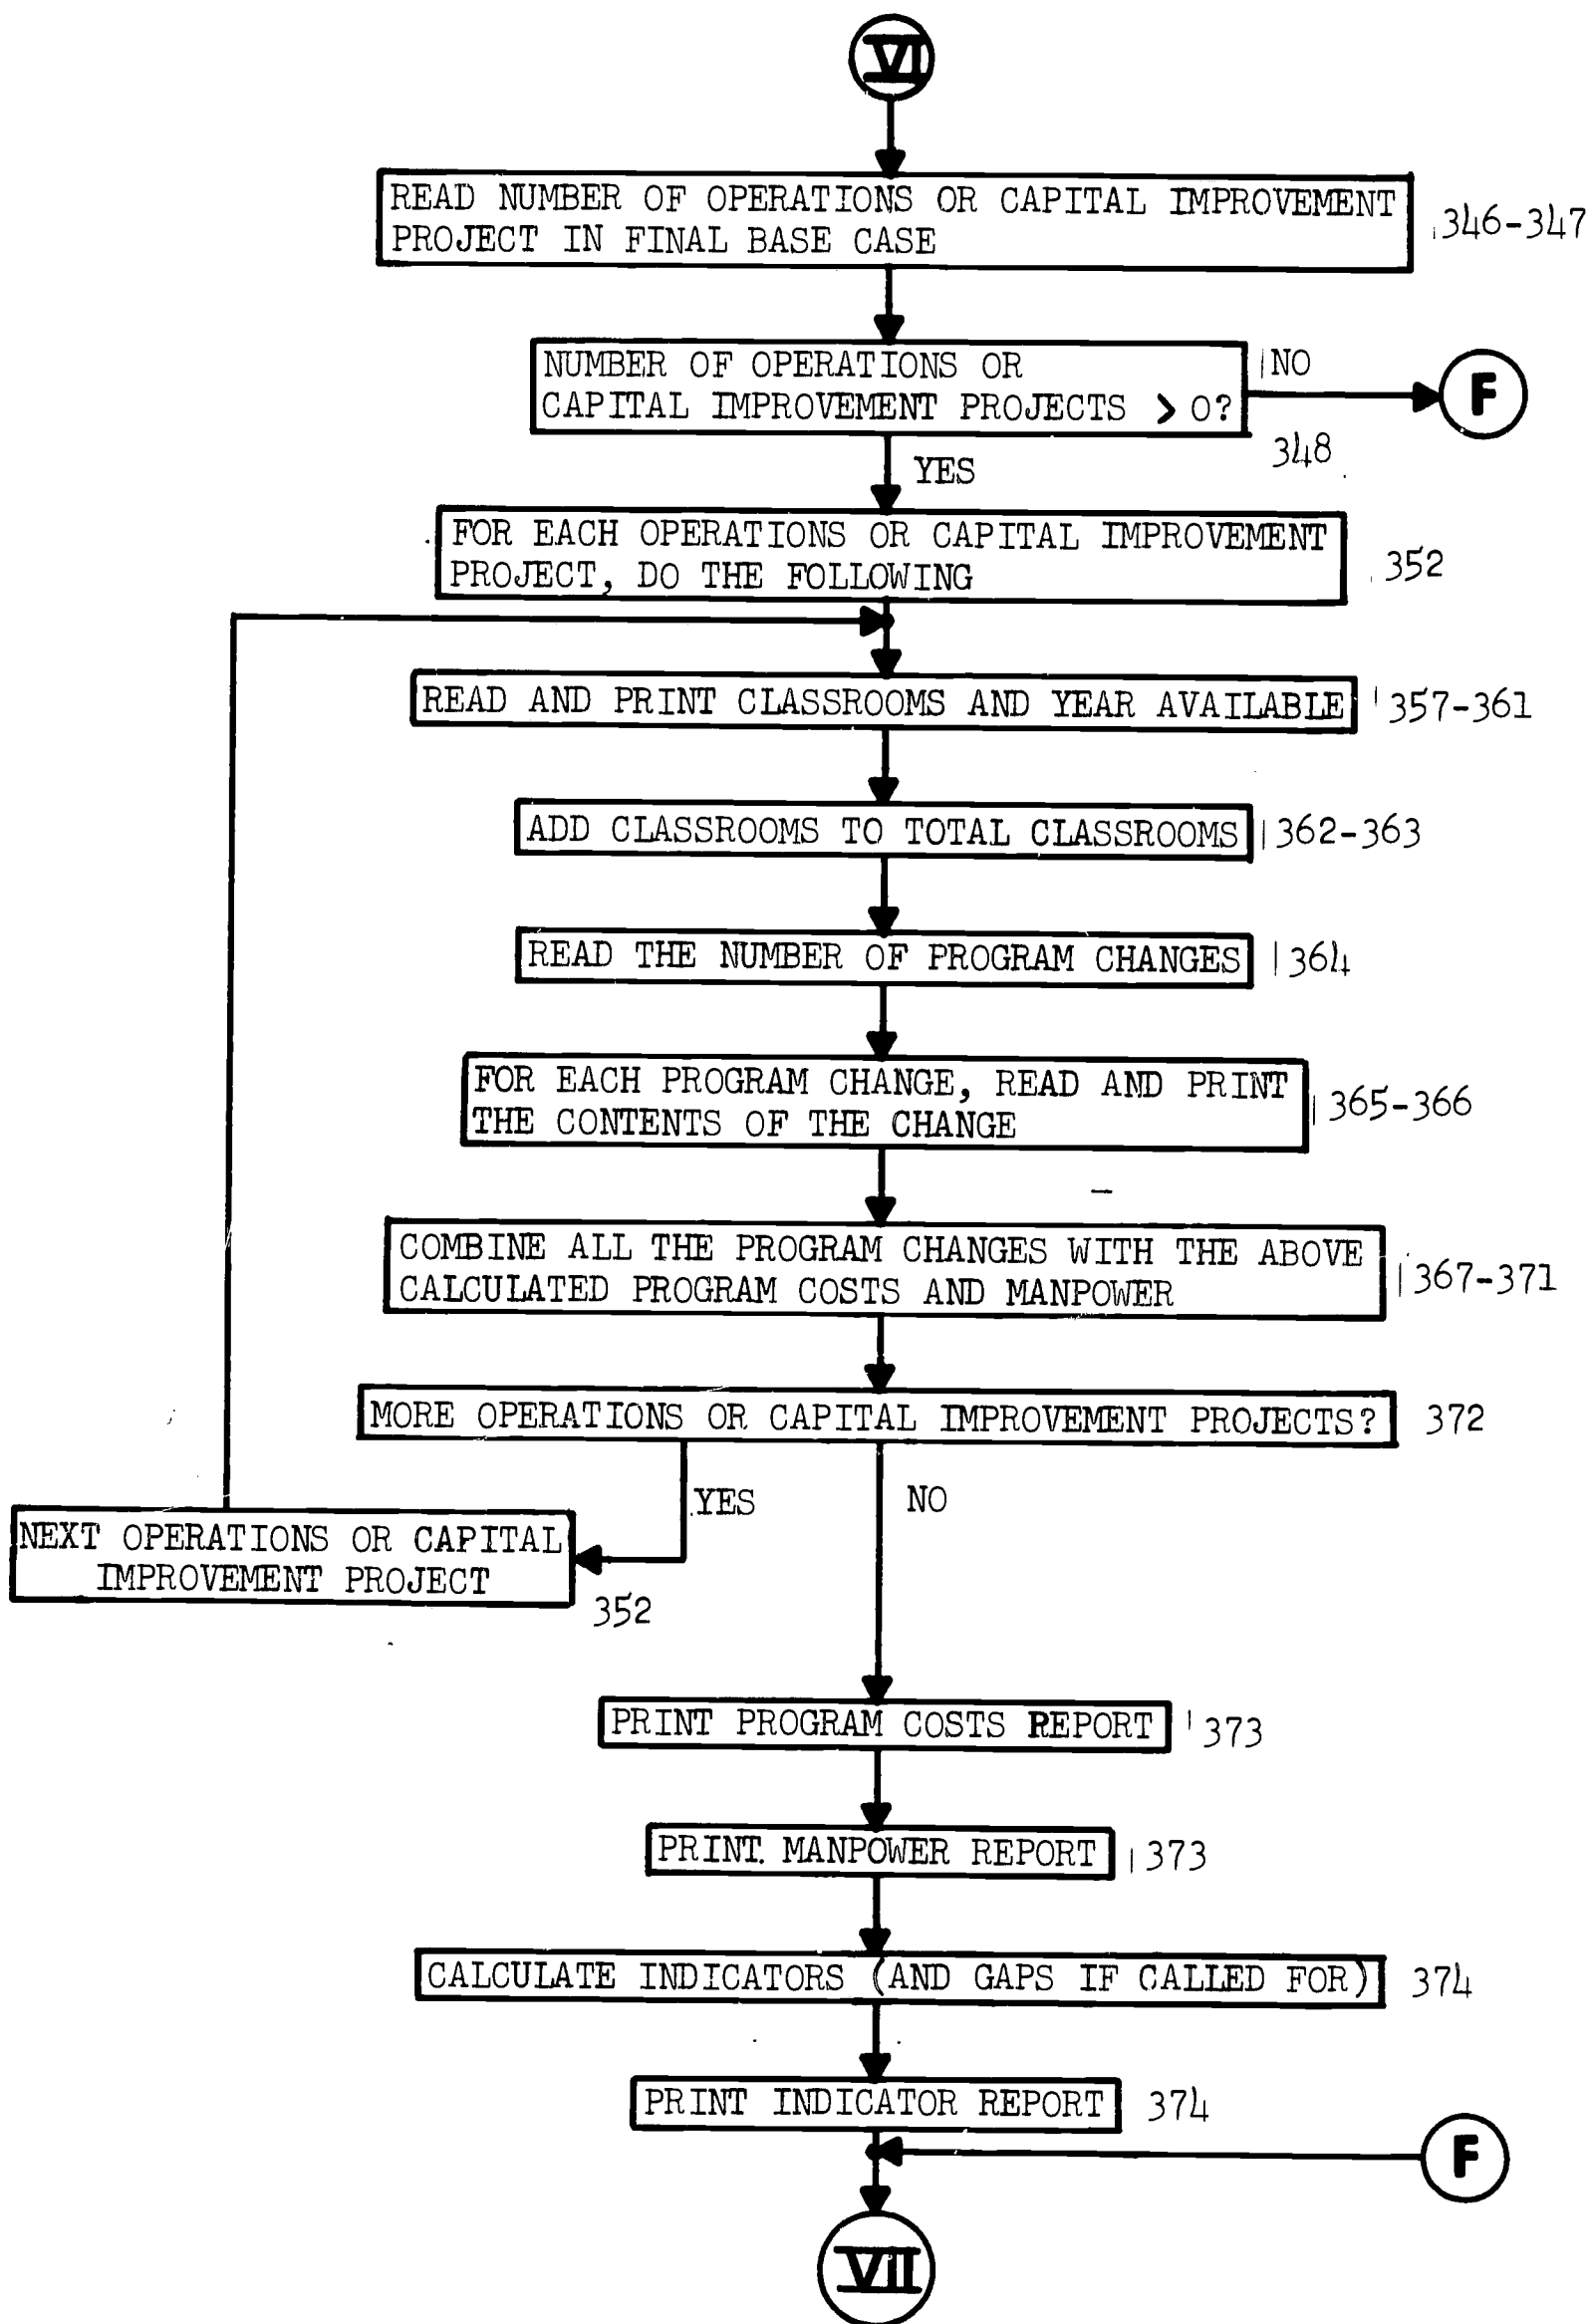 VI
READ NUMBER OF OPERATIONS OR CAPITAL IMPROVEMENT
PROJECT IN FINAL BASE CASE
346-347
NUMBER OF OPERATIONS OR
CAPITAL IMPROVEMENT PROJECTS > 0?
NO
F
348
YES
FOR EACH OPERATIONS OR CAPITAL IMPROVEMENT
PROJECT, DO THE FOLLOWING
352
READ AND PRINT CLASSROOMS AND YEAR AVAILABLE
357-361
ADD CLASSROOMS TO TOTAL CLASSROOMS
362-363
READ THE NUMBER OF PROGRAM CHANGES
364
FOR EACH PROGRAM CHANGE, READ AND PRINT
THE CONTENTS OF THE CHANGE
365-366
COMBINE ALL THE PROGRAM CHANGES WITH THE ABOVE
CALCULATED PROGRAM COSTS AND MANPOWER
367-371
MORE OPERATIONS OR CAPITAL IMPROVEMENT PROJECTS?
372
YES
NO
NEXT OPERATIONS OR CAPITAL
IMPROVEMENT PROJECT
352
PRINT PROGRAM COSTS REPORT
373
PRINT. MANPOWER REPORT
373
CALCULATE INDICATORS (AND GAPS IF CALLED FOR)
374
PRINT INDICATOR REPORT
374
F
VII